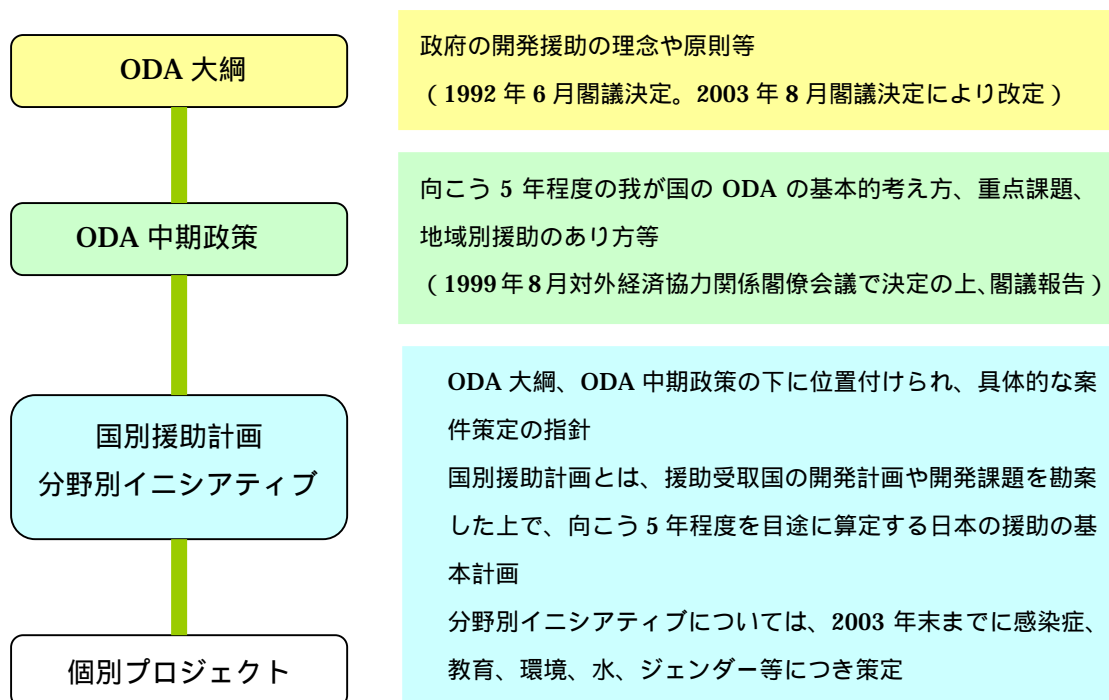 ODA 大綱
政府の開発援助の理念や原則等
（1992 年 6 月閣議決定。2003 年 8 月閣議決定により改定）
ODA 中期政策
向こう 5 年程度の我が国の ODA の基本的考え方、重点課題、
地域別援助のあり方等
（1999 年 8 月対外経済協力関係閣僚会議で決定の上、閣議報告）
国別援助計画
分野別イニシアティブ
ODA 大綱、ODA 中期政策の下に位置付けられ、具体的な案
件策定の指針
国別援助計画とは、援助受取国の開発計画や開発課題を勘案
した上で、向こう 5 年程度を目途に算定する日本の援助の基
本計画
分野別イニシアティブについては、2003 年末までに感染症、
教育、環境、水、ジェンダー等につき策定
個別プロジェクト